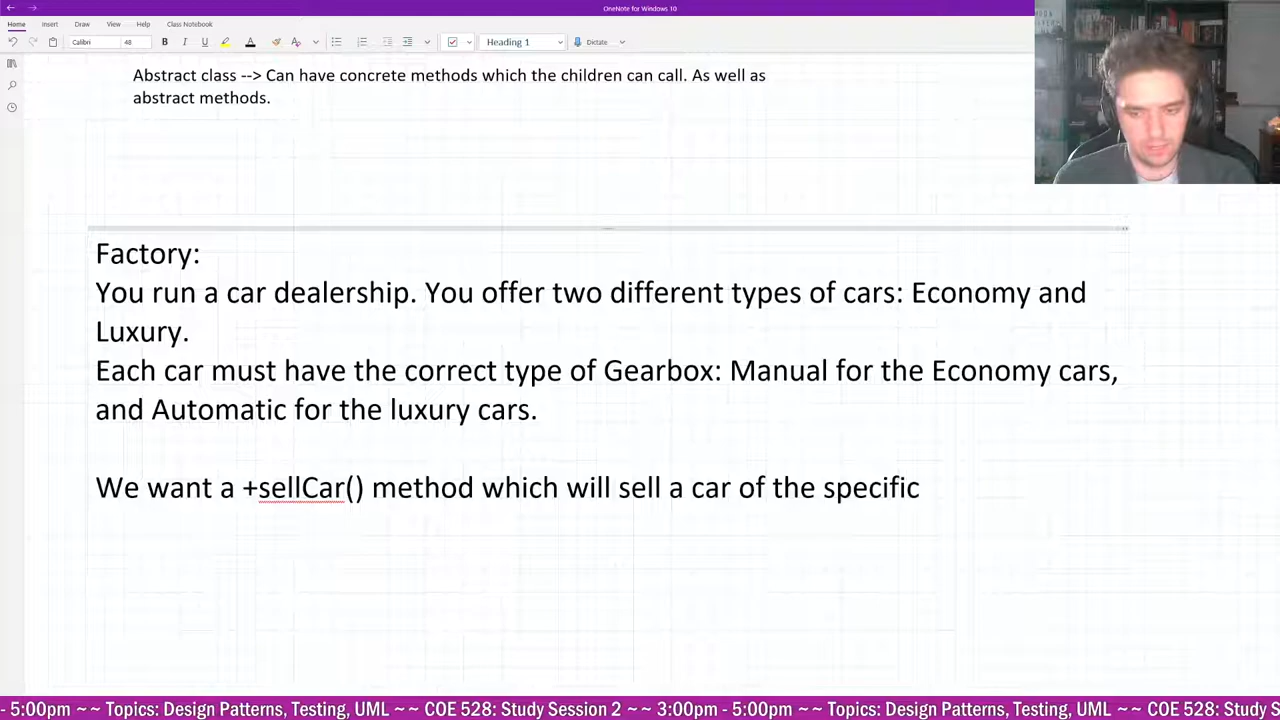 OneNote for Windows 10
Home Insert Draw View Help Class Notebook
Calibri 48 B I U A Heading 1 Dictate
Abstract class --> Can have concrete methods which the children can call. As well as
abstract methods.
Factory:
You run a car dealership. You offer two different types of cars: Economy and
Luxury.
Each car must have the correct type of Gearbox: Manual for the Economy cars,
and Automatic for the luxury cars.
We want a +sellCar() method which will sell a car of the specific
- 5:00pm ~ ~ Topics: Design Patterns, Testing, UML ~ ~ COE 528: Study Session 2 ~ ~ 3:00pm - 5:00pm ~ ~ Topics: Design Patterns, Testing, UML ~ ~ COE 528: Study S